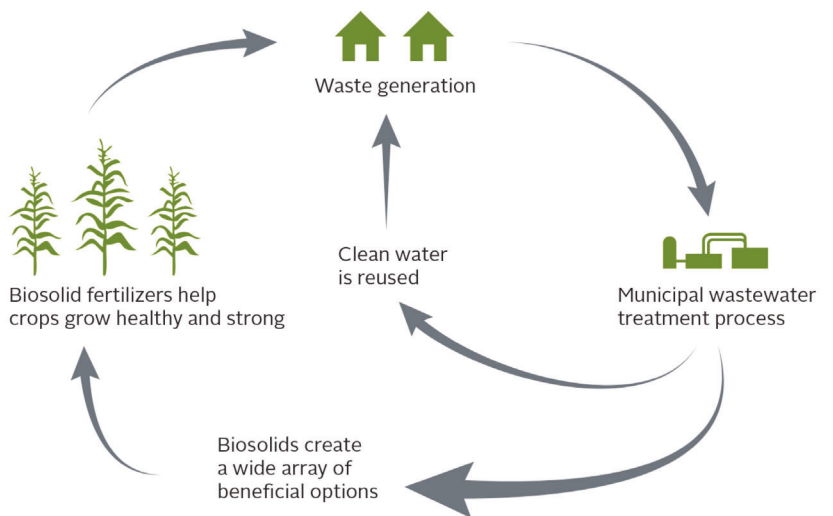 Waste generation
Clean water
is reused
Biosolid fertilizers help
crops grow healthy and strong
Municipal wastewater
treatment process
Biosolids create
a wide array of
beneficial options